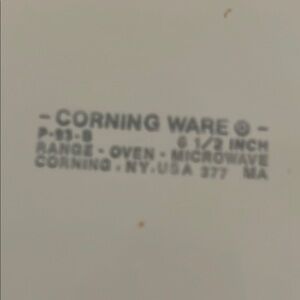 - CORNING WARE ® -
P-83-B 6 1/2 INCH
RANGE - OVEN - MICROWAVE
CORNING . NY. USA 377 MA